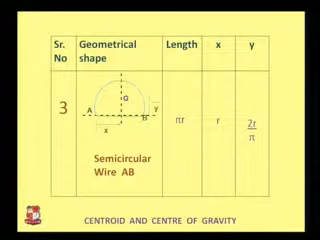 Sr. No
Geometrical shape
Length
x
y
3
G
A
B
y
x
πr
r
2r
π
Semicircular
Wire AB
CENTROID AND CENTRE OF GRAVITY